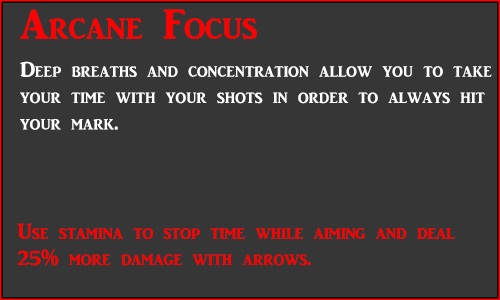 Arcane Focus
Deep breaths and concentration allow you to take
your time with your shots in order to always hit
your mark.
Use stamina to stop time while aiming and deal
25% more damage with arrows.